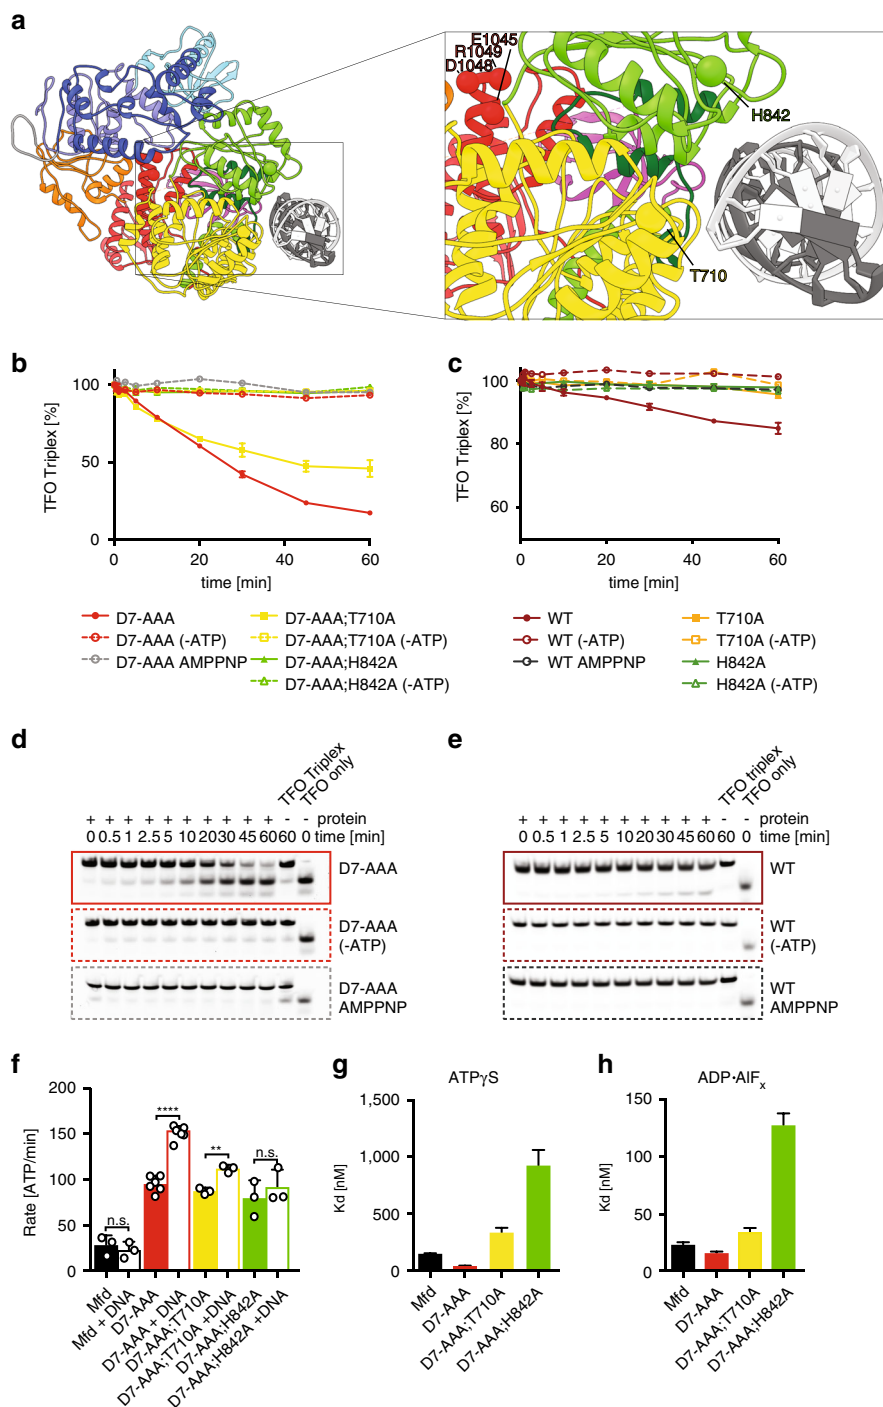 a
E1045
R1049
D1048
H842
T710
b
TFO Triplex [%]
100
50
0
0 20 40 60
time [min]
D7-AAA
D7-AAA (-ATP)
D7-AAA AMPPNP
D7-AAA;T710A
D7-AAA;T710A (-ATP)
D7-AAA;H842A
D7-AAA;H842A (-ATP)
c
TFO Triplex [%]
100
80
60
0 20 40 60
time [min]
WT
WT (-ATP)
WT AMPPNP
T710A
T710A (-ATP)
H842A
H842A (-ATP)
d
TFO Triplex
TFO only
+ + + + + + + + + + - - protein
0 0.5 1 2.5 5 10 20 30 45 60 60 0 time [min]
D7-AAA
D7-AAA
(-ATP)
D7-AAA
AMPPNP
e
TFO triplex
TFO only
+ + + + + + + + + + - - protein
0 0.5 1 2.5 5 10 20 30 45 60 60 0 time [min]
WT
WT
(-ATP)
WT
AMPPNP
f
Rate [ATP/min]
200
150
100
50
0
n.s.
****
**
n.s.
Mfd
Mfd + DNA
D7-AAA
D7-AAA + DNA
D7-AAA;T710A
D7-AAA;T710A +DNA
D7-AAA;H842A
D7-AAA;H842A +DNA
g
ATPγS
Kd [nM]
1,500
1,000
500
0
Mfd
D7-AAA
D7-AAA;T710A
D7-AAA;H842A
h
ADP·AlFx
Kd [nM]
150
100
50
0
Mfd
D7-AAA
D7-AAA;T710A
D7-AAA;H842A